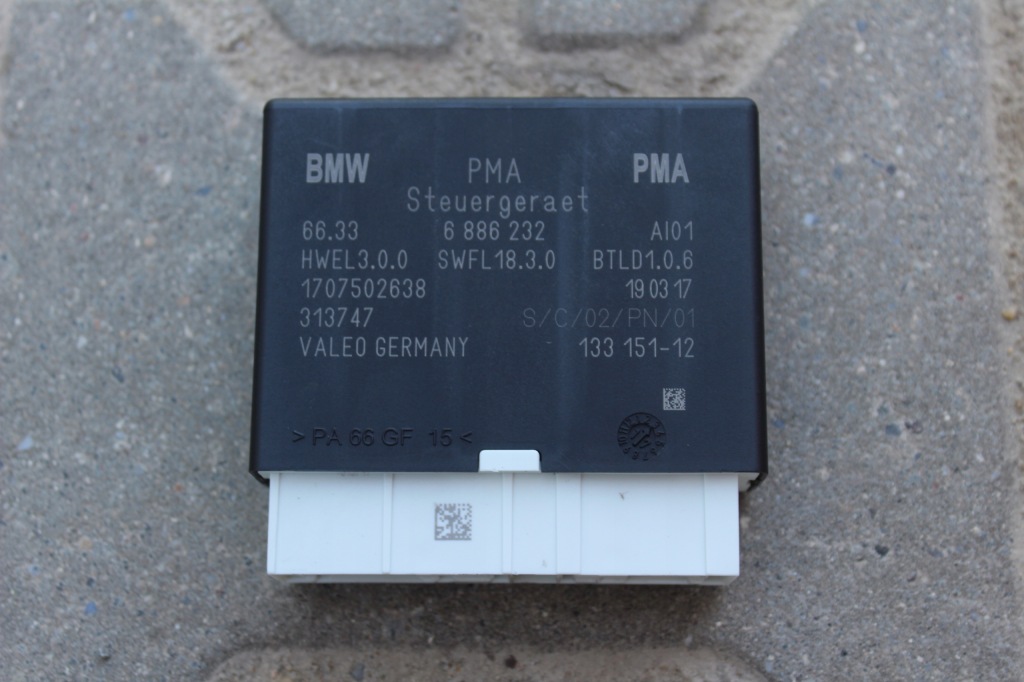 BMW PMA PMA
Steuergeraet
66.33 6 886 232 AI01
HWEL3.0.0 SWFL18.3.0 BTLD1.0.6
1707502638 19 03 17
313747 S/C/02/PN/01
VALEO GERMANY 133 151-12
>PA 66 GF 15<